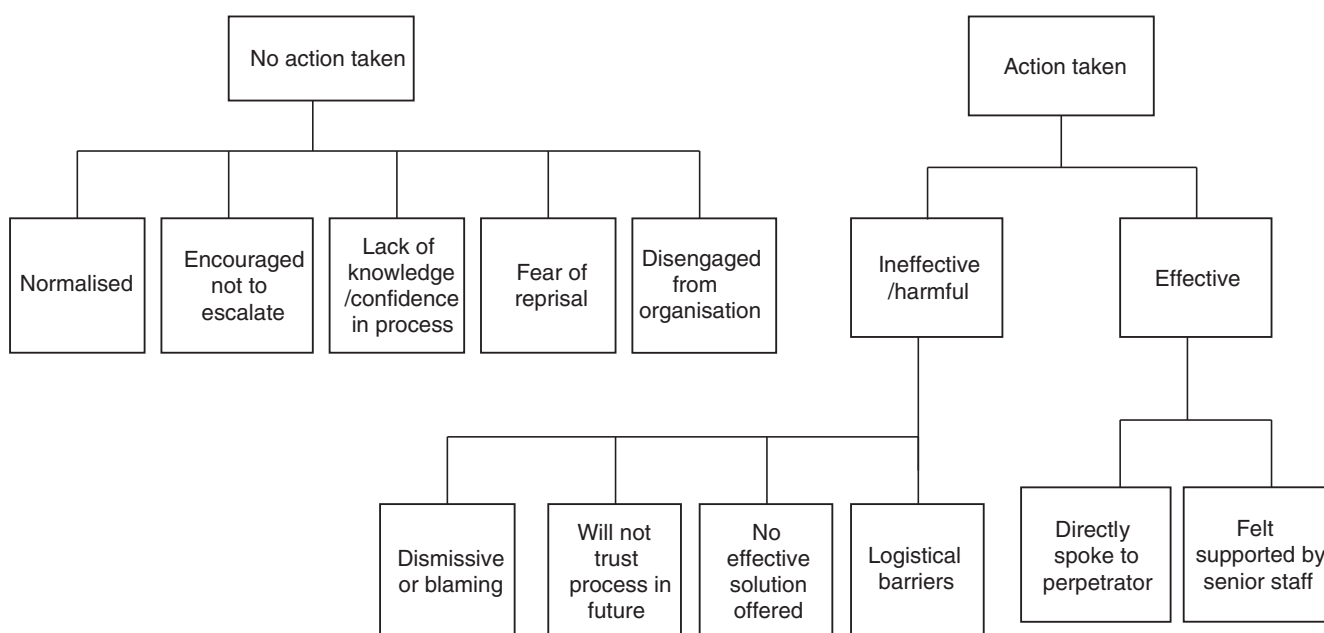 No action taken
Action taken
Normalised
Encouraged
not to
escalate
Lack of
knowledge
/confidence
in process
Fear of
reprisal
Disengaged
from
organisation
Ineffective
/harmful
Effective
Dismissive
or blaming
Will not
trust
process in
future
No
effective
solution
offered
Logistical
barriers
Directly
spoke to
perpetrator
Felt
supported by
senior staff